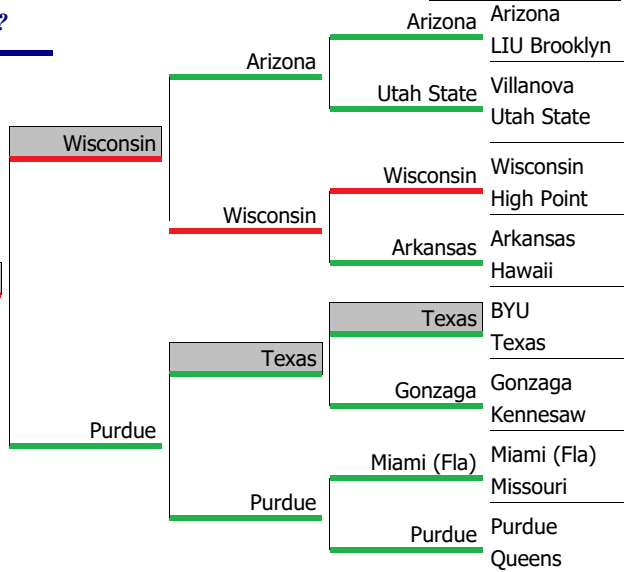 ?
Arizona
LIU Brooklyn
Villanova
Utah State
Wisconsin
High Point
Arkansas
Hawaii
BYU
Texas
Gonzaga
Kennesaw
Miami (Fla)
Missouri
Purdue
Queens
Arizona
Utah State
Wisconsin
Arkansas
Texas
Gonzaga
Miami (Fla)
Purdue
Arizona
Wisconsin
Texas
Purdue
Wisconsin
Purdue